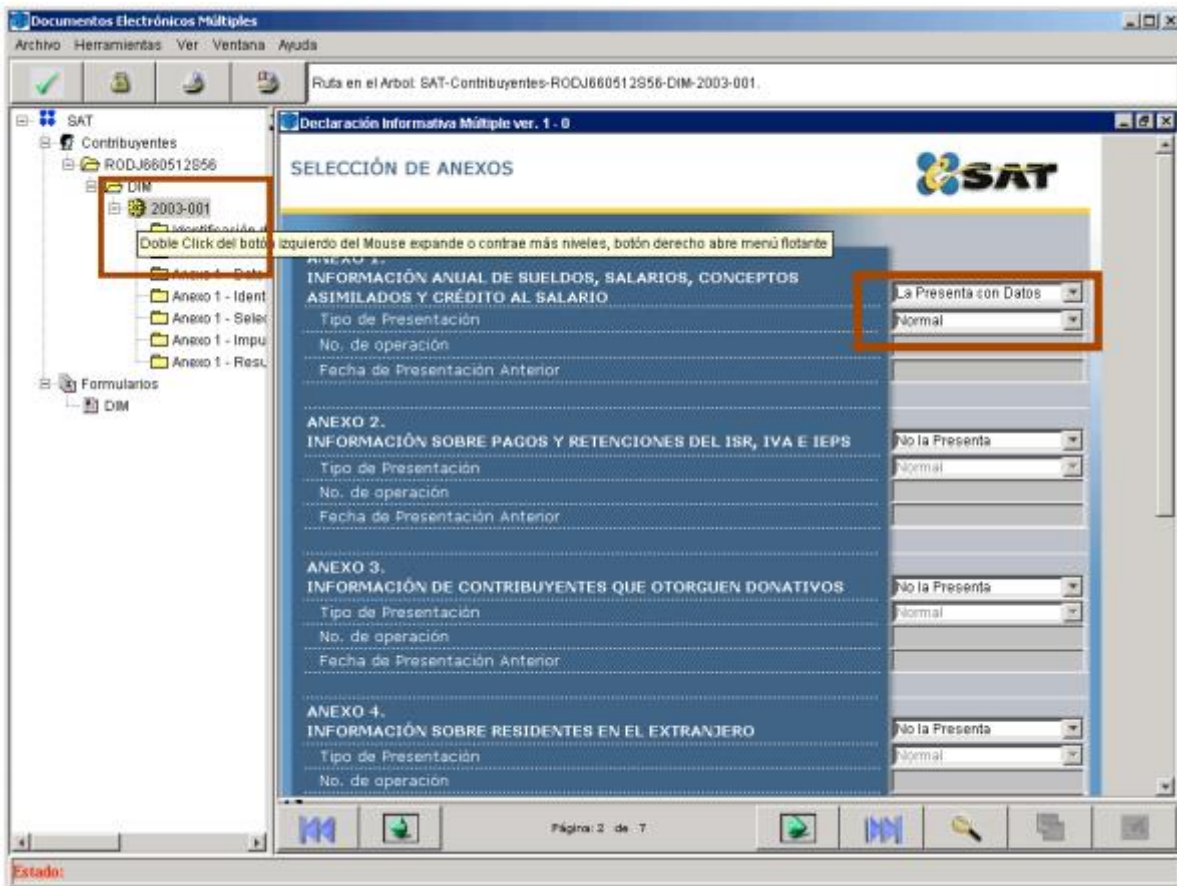 Documentos Electrónicos Múltiples
Archivo Herramientas Ver Ventana Ayuda
Ruta en el Arbol: SAT-Contribuyentes-RODJ660512S56-DIM-2003-001.
SAT
Contribuyentes
RODJ660512S56
DIM
2003-001
Doble Click del botón izquierdo del Mouse expande o contrae más niveles, botón derecho abre menú flotante
Anexo 1 - Ident
Anexo 1 - Selec
Anexo 1 - Impu
Anexo 1 - Resu
Formularios
DIM
Declaración Informativa Múltiple ver. 1 - 0
SELECCIÓN DE ANEXOS
SAT
ANEXO 1.
INFORMACIÓN ANUAL DE SUELDOS, SALARIOS, CONCEPTOS
ASIMILADOS Y CRÉDITO AL SALARIO La Presenta con Datos
Tipo de Presentación Normal
No. de operación
Fecha de Presentación Anterior
ANEXO 2.
INFORMACIÓN SOBRE PAGOS Y RETENCIONES DEL ISR, IVA E IEPS No la Presenta
Tipo de Presentación Normal
No. de operación
Fecha de Presentación Anterior
ANEXO 3.
INFORMACIÓN DE CONTRIBUYENTES QUE OTORGUEN DONATIVOS No la Presenta
Tipo de Presentación Normal
No. de operación
Fecha de Presentación Anterior
ANEXO 4.
INFORMACIÓN SOBRE RESIDENTES EN EL EXTRANJERO No la Presenta
Tipo de Presentación Normal
No. de operación
Página: 2 de 7
Estado: